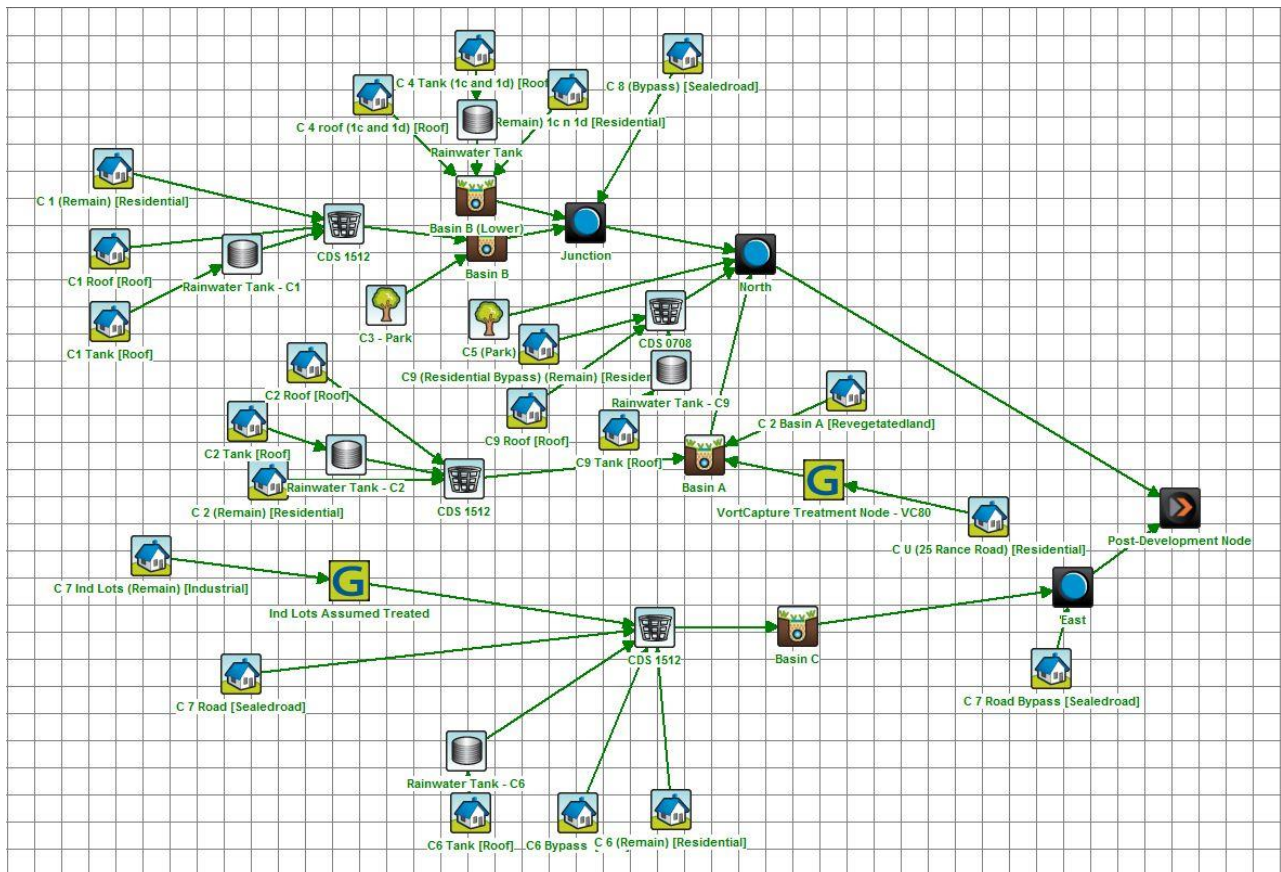 C 4 Tank (1c and 1d) [Roof
C 8 (Bypass) [Sealedroad]
C 4 roof (1c and 1d) [Roof]
Remain) 1c n 1d [Residential]
Rainwater Tank
C 1 (Remain) [Residential]
Basin B (Lower)
CDS 1512
Junction
Basin B
C1 Roof [Roof]
Rainwater Tank - C1
North
C3 - Park
CDS 0708
C1 Tank [Roof]
C5 (Park)
C9 (Residential Bypass) (Remain) [Residen
C2 Roof [Roof]
Rainwater Tank - C9
C 2 Basin A [Revegetatedland]
C9 Roof [Roof]
C2 Tank [Roof]
C9 Tank [Roof]
Rainwater Tank - C2
Basin A
C 2 (Remain) [Residential]
CDS 1512
VortCapture Treatment Node - VC80
Post-Development Node
C U (25 Rance Road) [Residential]
C 7 Ind Lots (Remain) [Industrial]
Ind Lots Assumed Treated
East
CDS 1512
Basin C
C 7 Road [Sealedroad]
C 7 Road Bypass [Sealedroad]
Rainwater Tank - C6
C6 Tank [Roof]
C6 Bypass
C 6 (Remain) [Residential]